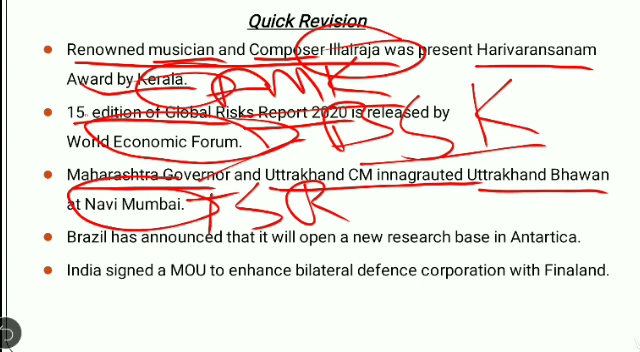 Quick Revision
Renowned musician and Composer Illairaja was present Harivaransanam
Award by Kerala.
15 edition of Global Risks Report 2020 is released by
World Economic Forum.
Maharashtra Governor and Uttrakhand CM innagrauted Uttrakhand Bhawan
at Navi Mumbai.
Brazil has announced that it will open a new research base in Antartica.
India signed a MOU to enhance bilateral defence corporation with Finaland.